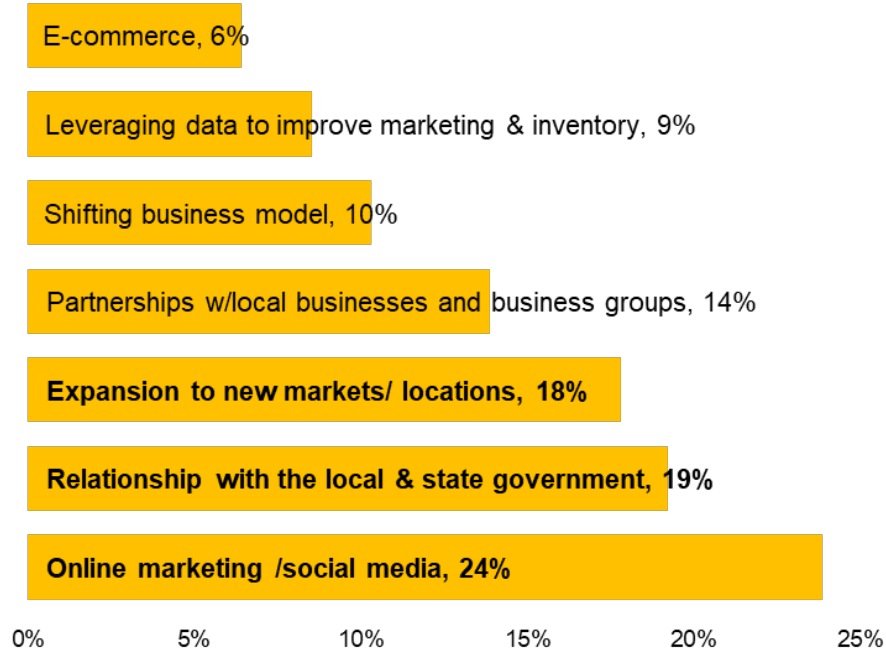 E-commerce, 6%
Leveraging data to improve marketing & inventory, 9%
Shifting business model, 10%
Partnerships w/local businesses and business groups, 14%
Expansion to new markets/ locations, 18%
Relationship with the local & state government, 19%
Online marketing /social media, 24%
0% 5% 10% 15% 20% 25%